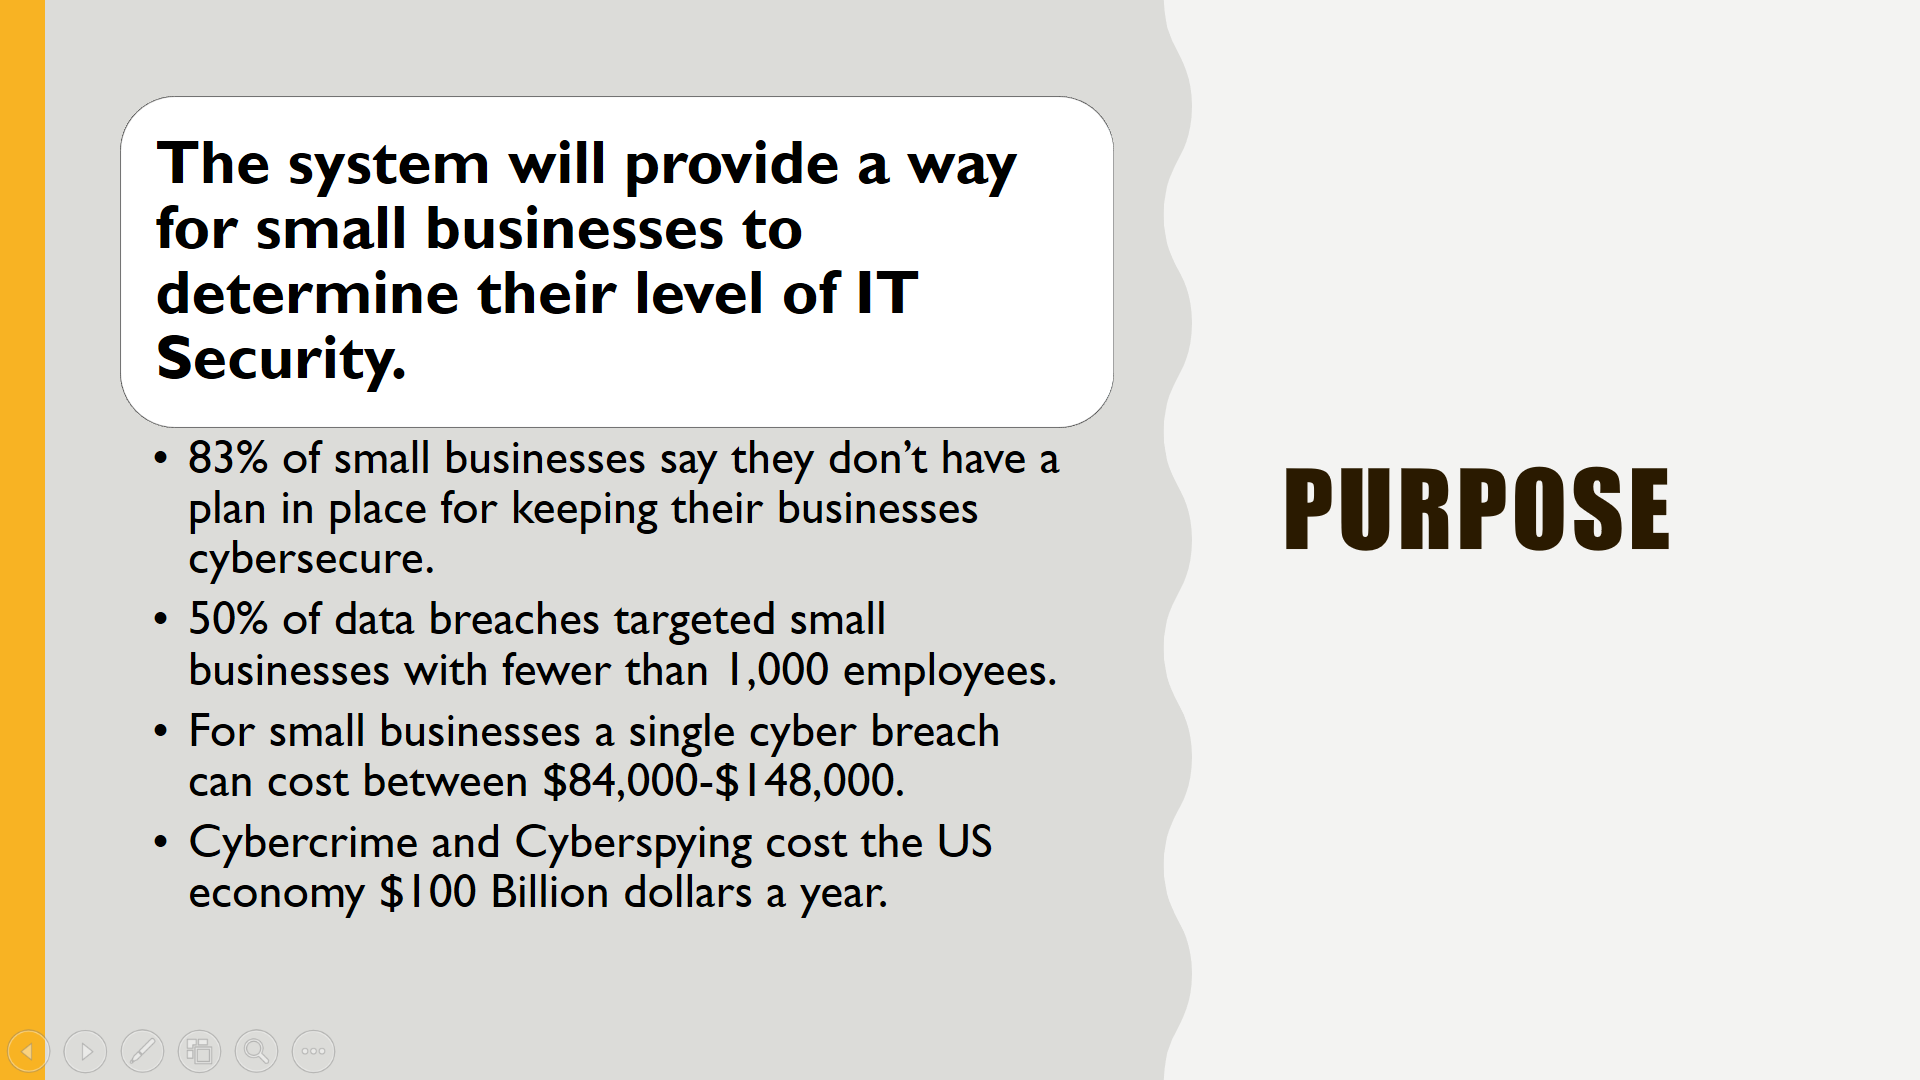 The system will provide a way
for small businesses to
determine their level of IT
Security.
• 83% of small businesses say they don’t have a
plan in place for keeping their businesses
cybersecure.
• 50% of data breaches targeted small
businesses with fewer than 1,000 employees.
• For small businesses a single cyber breach
can cost between $84,000-$148,000.
• Cybercrime and Cyberspying cost the US
economy $100 Billion dollars a year.
PURPOSE